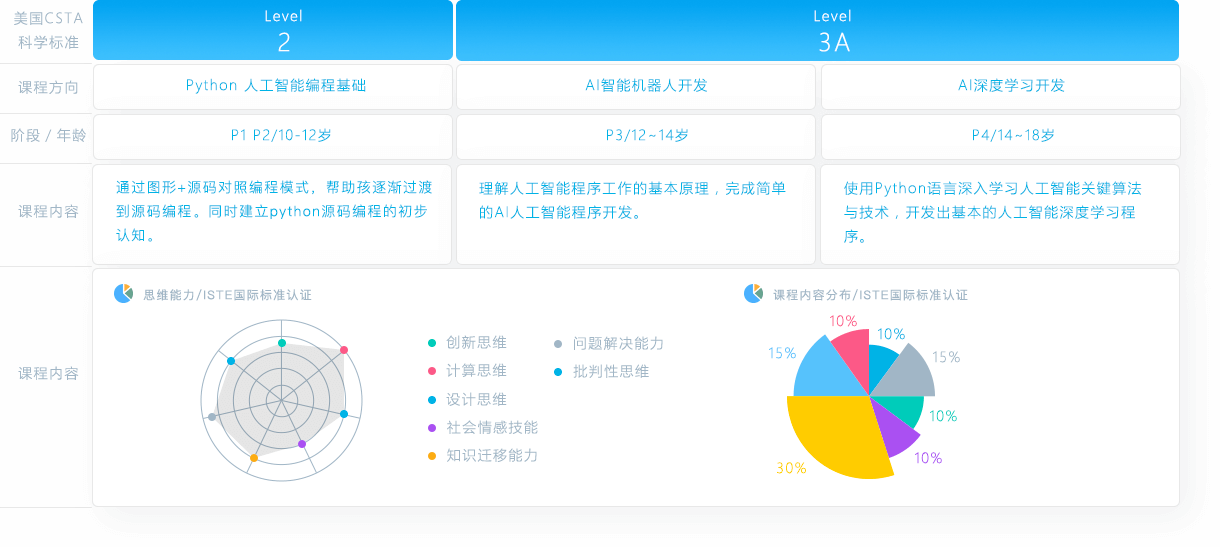 美国CSTA
科学标准
Level
2
Level
3A
课程方向
Python 人工智能编程基础
AI智能机器人开发
AI深度学习开发
阶段 / 年龄
P1 P2/10-12岁
P3/12~14岁
P4/14~18岁
课程内容
通过图形+源码对照编程模式，帮助孩逐渐过渡
到源码编程。同时建立python源码编程的初步
认知。
理解人工智能程序工作的基本原理，完成简单
的AI人工智能程序开发。
使用Python语言深入学习人工智能关键算法
与技术，开发出基本的人工智能深度学习程
序。
课程内容
思维能力/ISTE国际标准认证
创新思维
计算思维
设计思维
社会情感技能
知识迁移能力
问题解决能力
批判性思维
课程内容分布/ISTE国际标准认证
10%
10%
15%
15%
10%
10%
30%